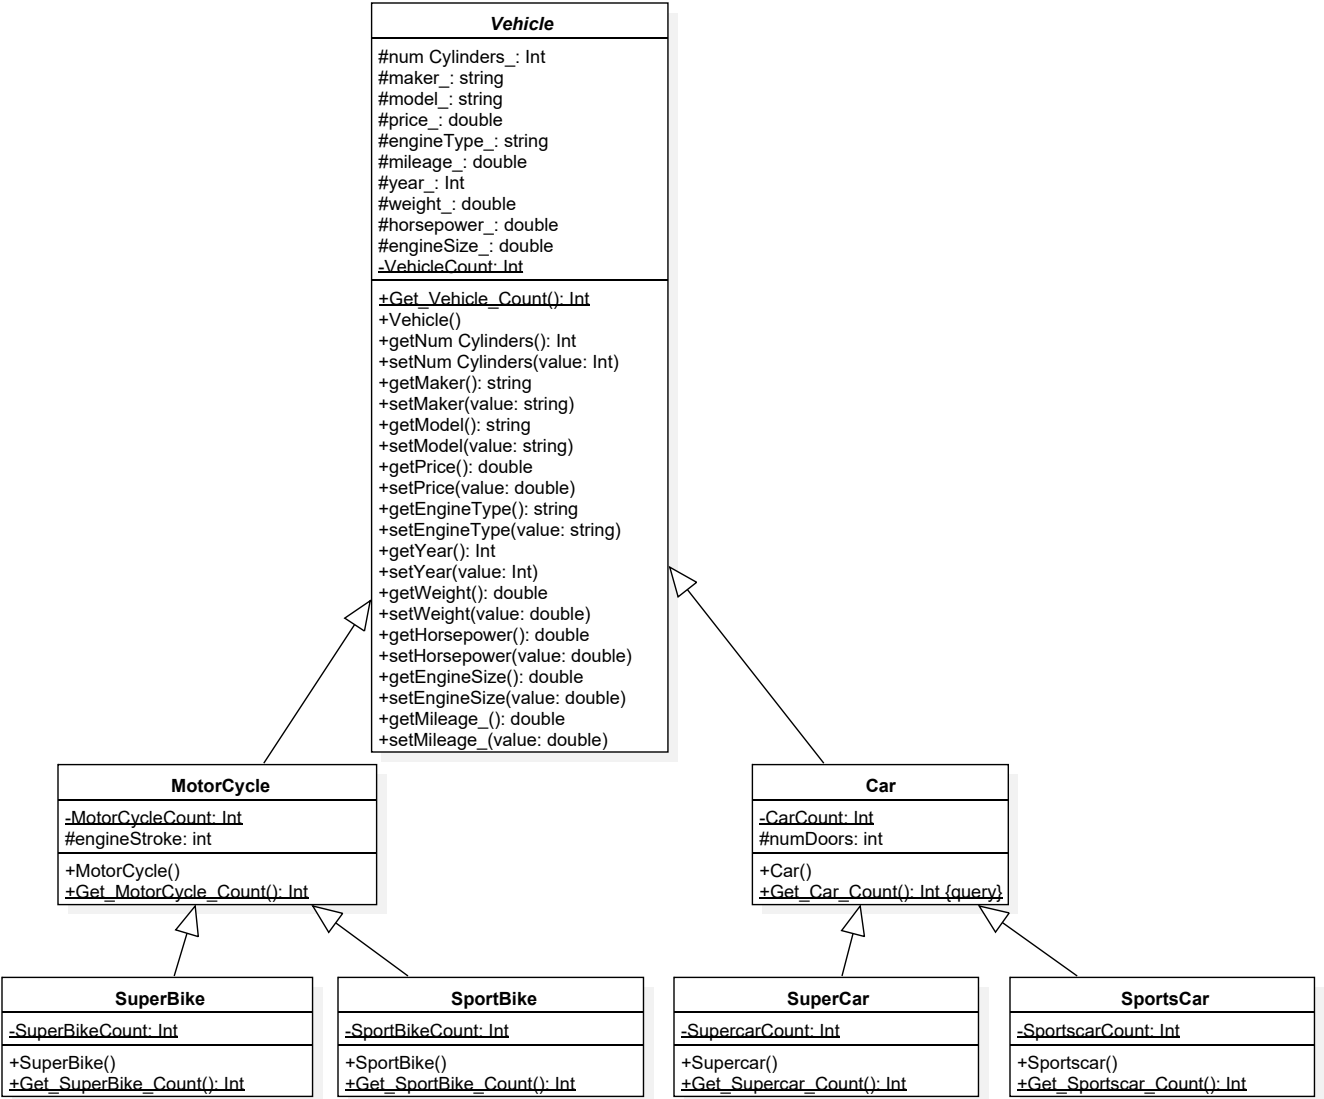 Vehicle
#num Cylinders_: Int
#maker_: string
#model_: string
#price_: double
#engineType_: string
#mileage_: double
#year_: Int
#weight_: double
#horsepower_: double
#engineSize_: double
-VehicleCount: Int
+Get_Vehicle_Count(): Int
+Vehicle()
+getNum Cylinders(): Int
+setNum Cylinders(value: Int)
+getMaker(): string
+setMaker(value: string)
+getModel(): string
+setModel(value: string)
+getPrice(): double
+setPrice(value: double)
+getEngineType(): string
+setEngineType(value: string)
+getYear(): Int
+setYear(value: Int)
+getWeight(): double
+setWeight(value: double)
+getHorsepower(): double
+setHorsepower(value: double)
+getEngineSize(): double
+setEngineSize(value: double)
+getMileage_(): double
+setMileage_(value: double)
MotorCycle
-MotorCycleCount: Int
#engineStroke: int
+MotorCycle()
+Get_MotorCycle_Count(): Int
Car
-CarCount: Int
#numDoors: int
+Car()
+Get_Car_Count(): Int {query}
SuperBike
-SuperBikeCount: Int
+SuperBike()
+Get_SuperBike_Count(): Int
SportBike
-SportBikeCount: Int
+SportBike()
+Get_SportBike_Count(): Int
SuperCar
-SupercarCount: Int
+Supercar()
+Get_Supercar_Count(): Int
SportsCar
-SportscarCount: Int
+Sportscar()
+Get_Sportscar_Count(): Int